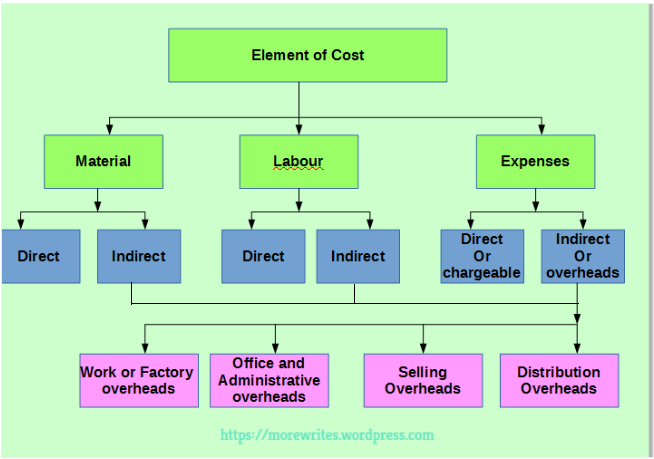 Element of Cost
Material
Labour
Expenses
Direct
Indirect
Direct
Indirect
Direct
Or
chargeable
Indirect
Or
overheads
Work or Factory
overheads
Office and
Administrative
overheads
Selling
Overheads
Distribution
Overheads
https://morewrites.wordpress.com